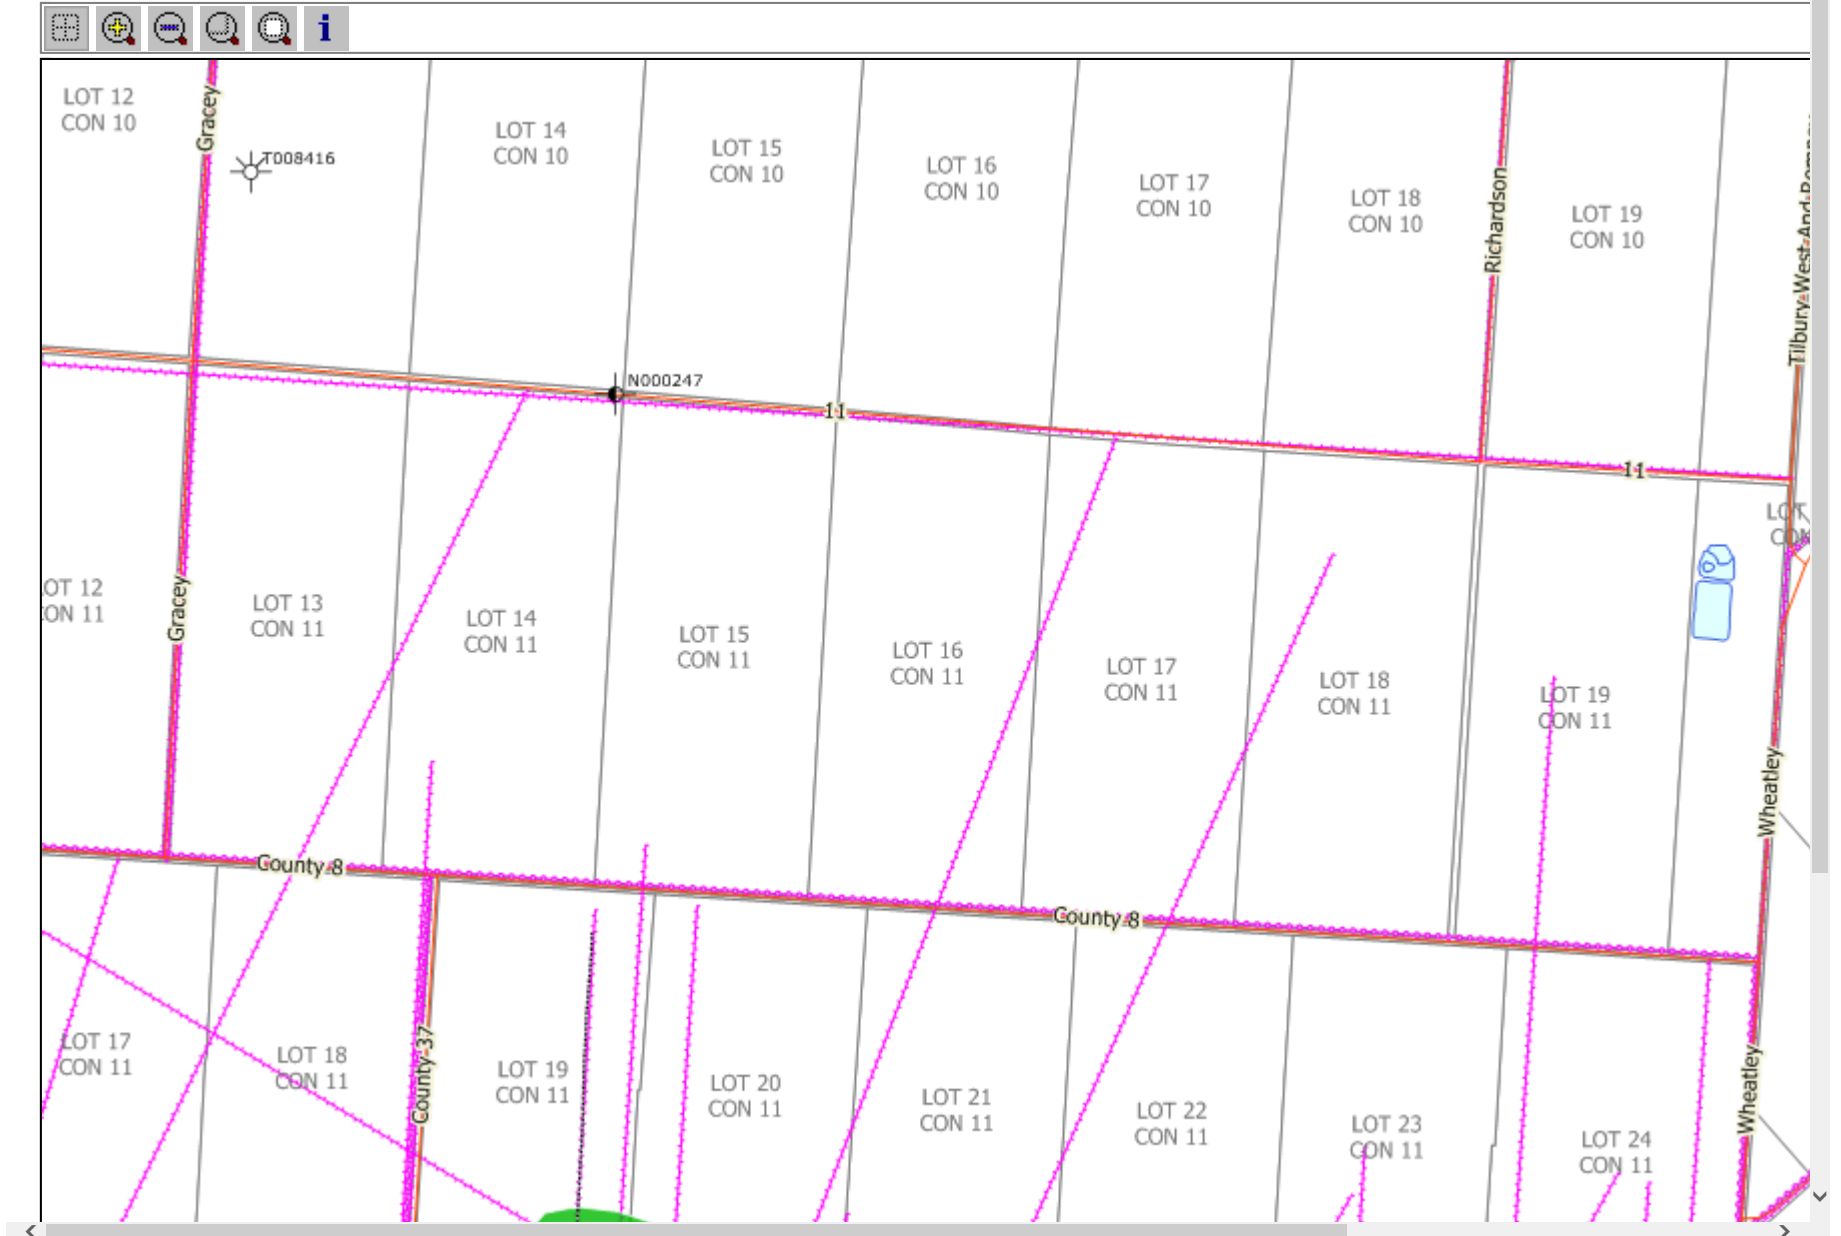 i
LOT 12
CON 10
Gracey
T008416
LOT 14
CON 10
LOT 15
CON 10
LOT 16
CON 10
LOT 17
CON 10
LOT 18
CON 10
Richardson
LOT 19
CON 10
Tilbury-West-And-Romney
N000247
11
11
LOT
CON
OT 12
ON 11
Gracey
LOT 13
CON 11
LOT 14
CON 11
LOT 15
CON 11
LOT 16
CON 11
LOT 17
CON 11
LOT 18
CON 11
LOT 19
CON 11
Wheatley
County 8
County 8
LOT 17
CON 11
LOT 18
CON 11
County 37
LOT 19
CON 11
LOT 20
CON 11
LOT 21
CON 11
LOT 22
CON 11
LOT 23
CON 11
LOT 24
CON 11
Wheatley